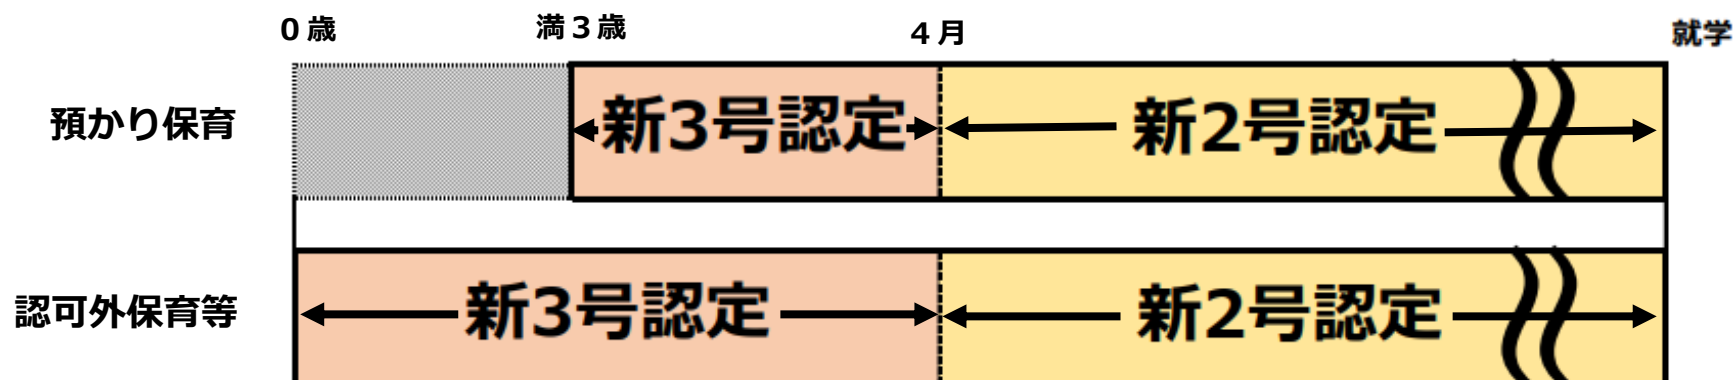 0歳 満3歳 4月 就学
預かり保育 新3号認定 新2号認定
認可外保育等 新3号認定 新2号認定